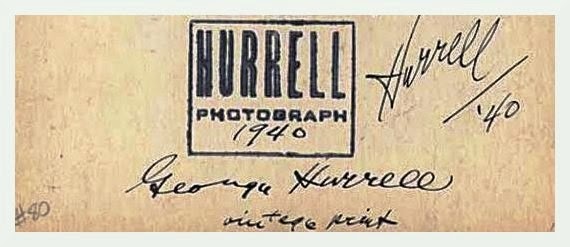 HURRELL
PHOTOGRAPH
1940
Hurrell
/'40
George Hurrell
vintage print
#80